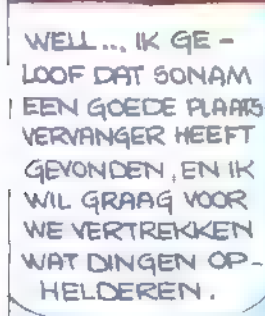 WELL... IK GE-
LOOF DAT SONAM
EEN GOEDE PLAATS
VERVANGER HEEFT
GEVONDEN, EN IK
WIL GRAAG VOOR
WE VERTREKKEN
WAT DINGEN OP-
HELDEREN.